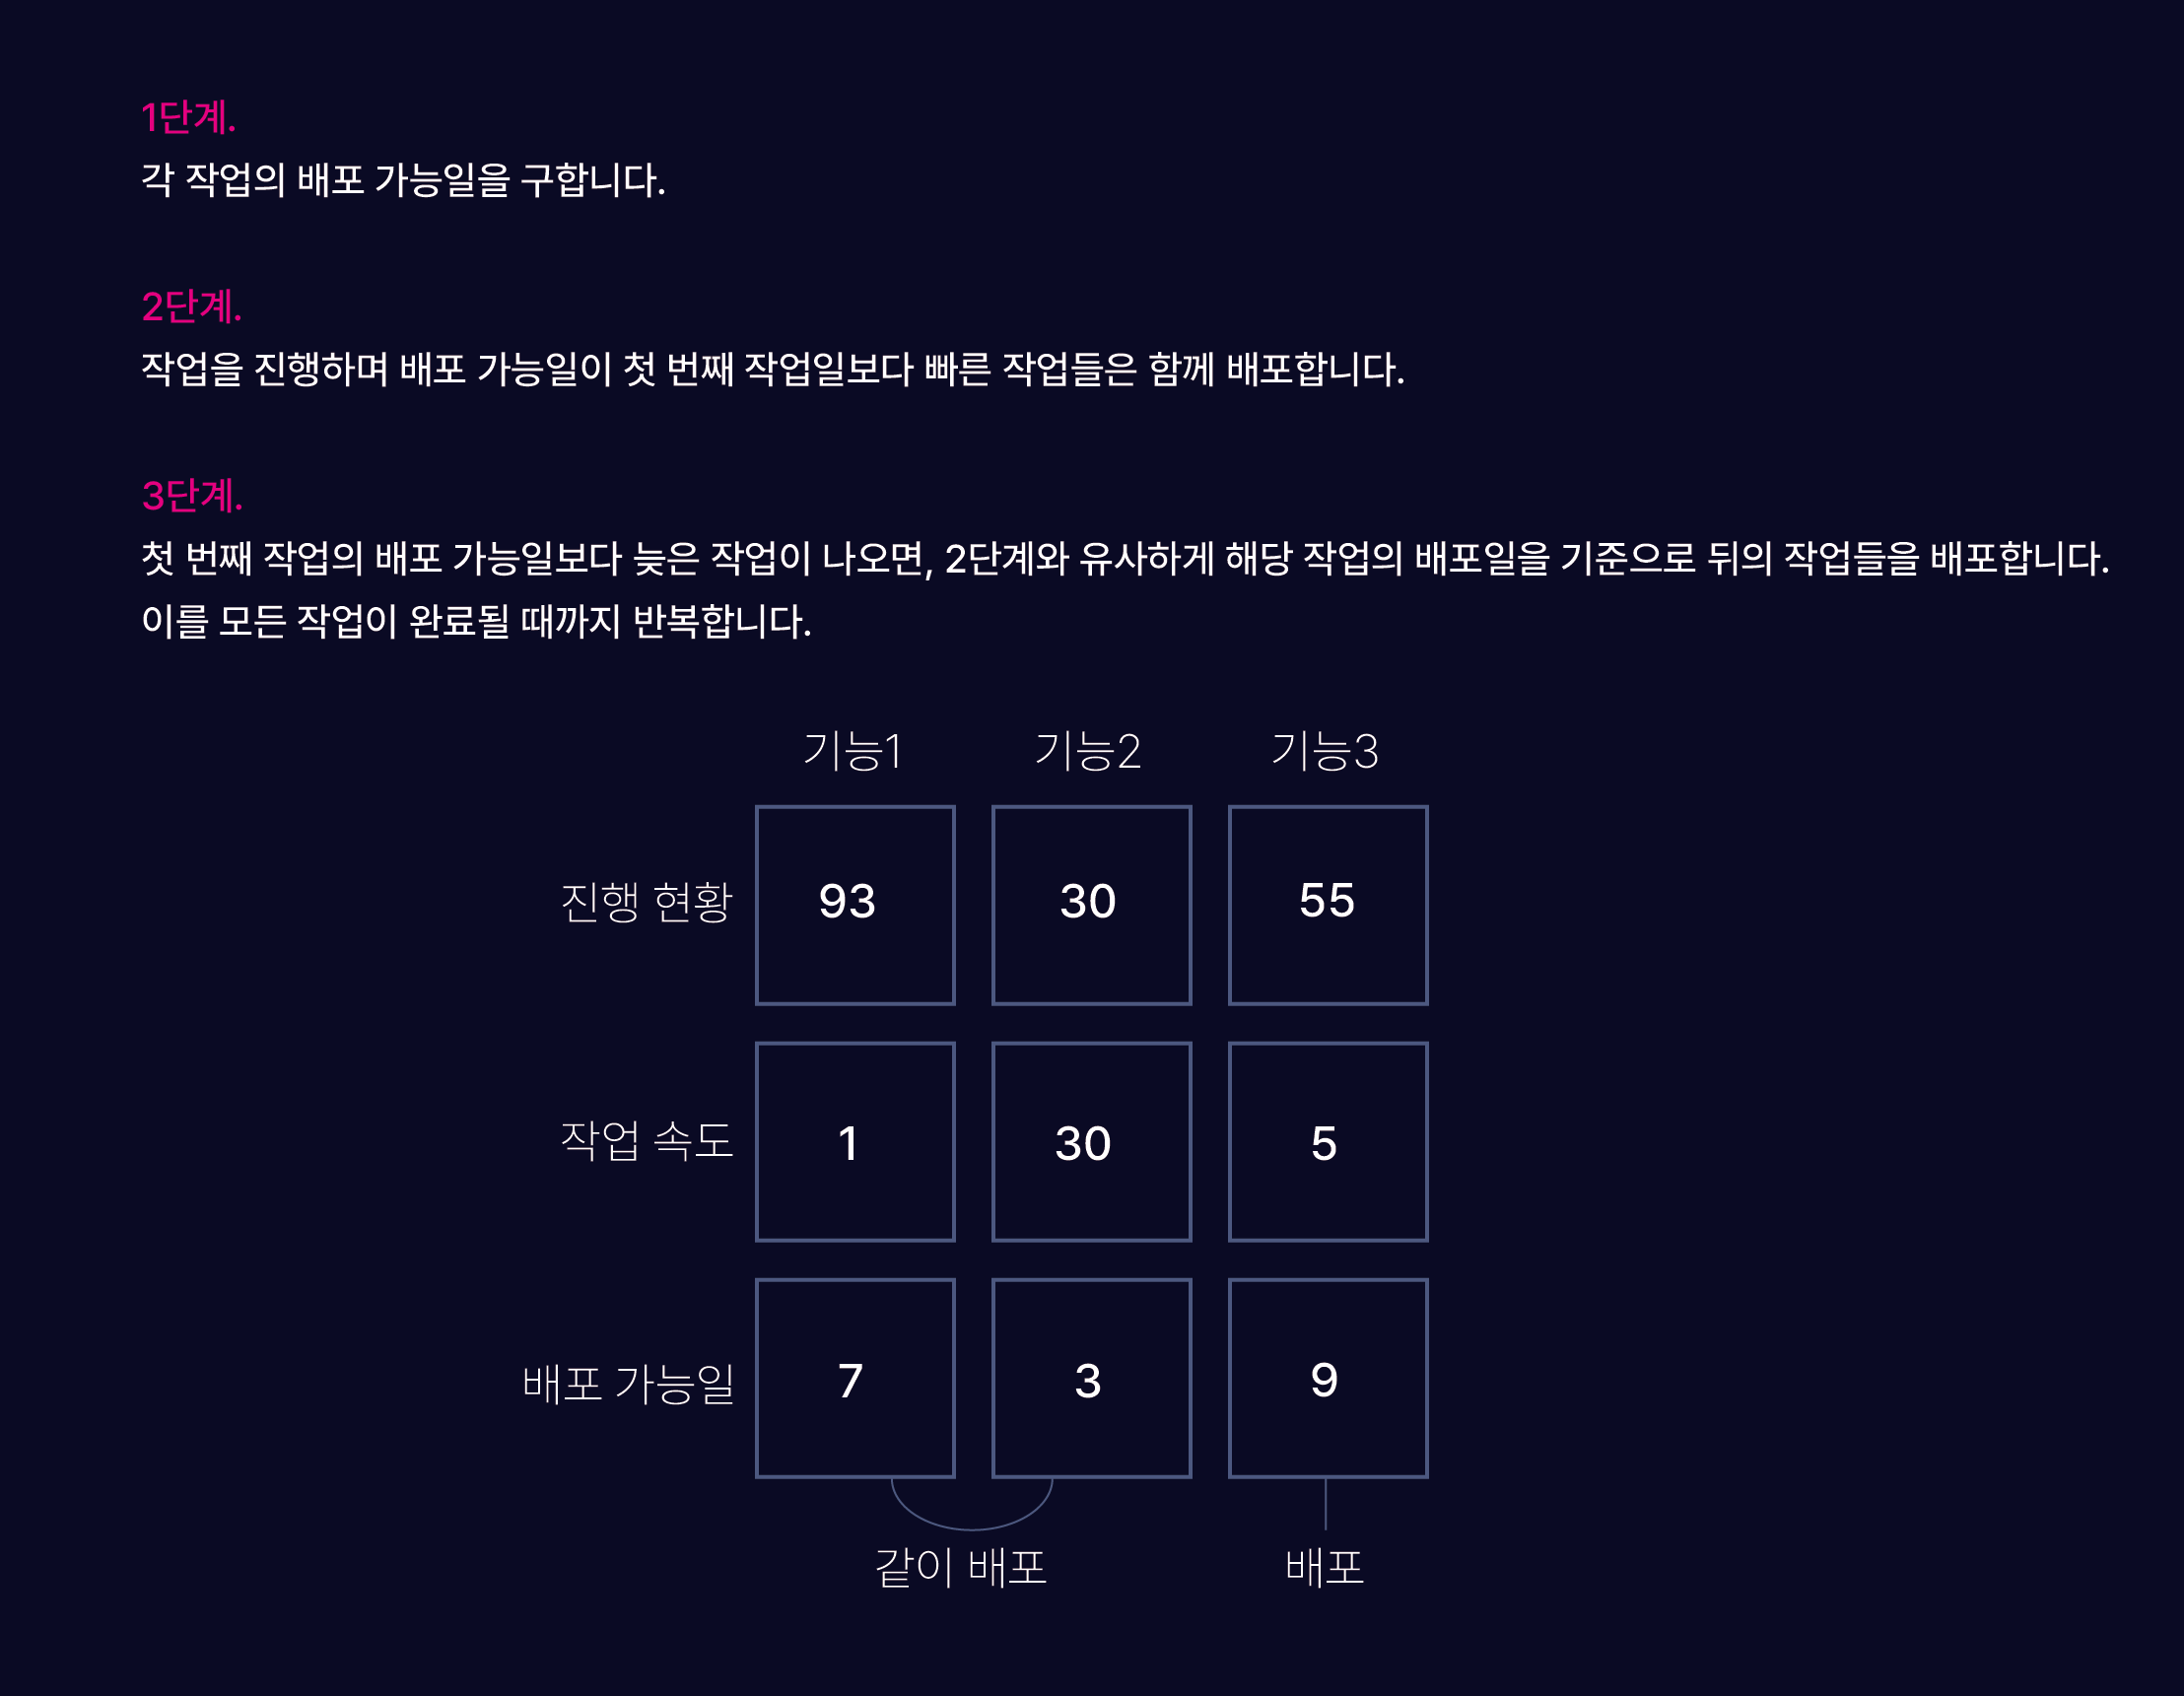 1단계.
각 작업의 배포 가능일을 구합니다.
2단계.
작업을 진행하며 배포 가능일이 첫 번째 작업일보다 빠른 작업들은 함께 배포합니다.
3단계.
첫 번째 작업의 배포 가능일보다 늦은 작업이 나오면, 2단계와 유사하게 해당 작업의 배포일을 기준으로 뒤의 작업들을 배포합니다.
이를 모든 작업이 완료될 때까지 반복합니다.
기능1 기능2 기능3
진행 현황 93 30 55
작업 속도 1 30 5
배포 가능일 7 3 9
같이 배포 배포